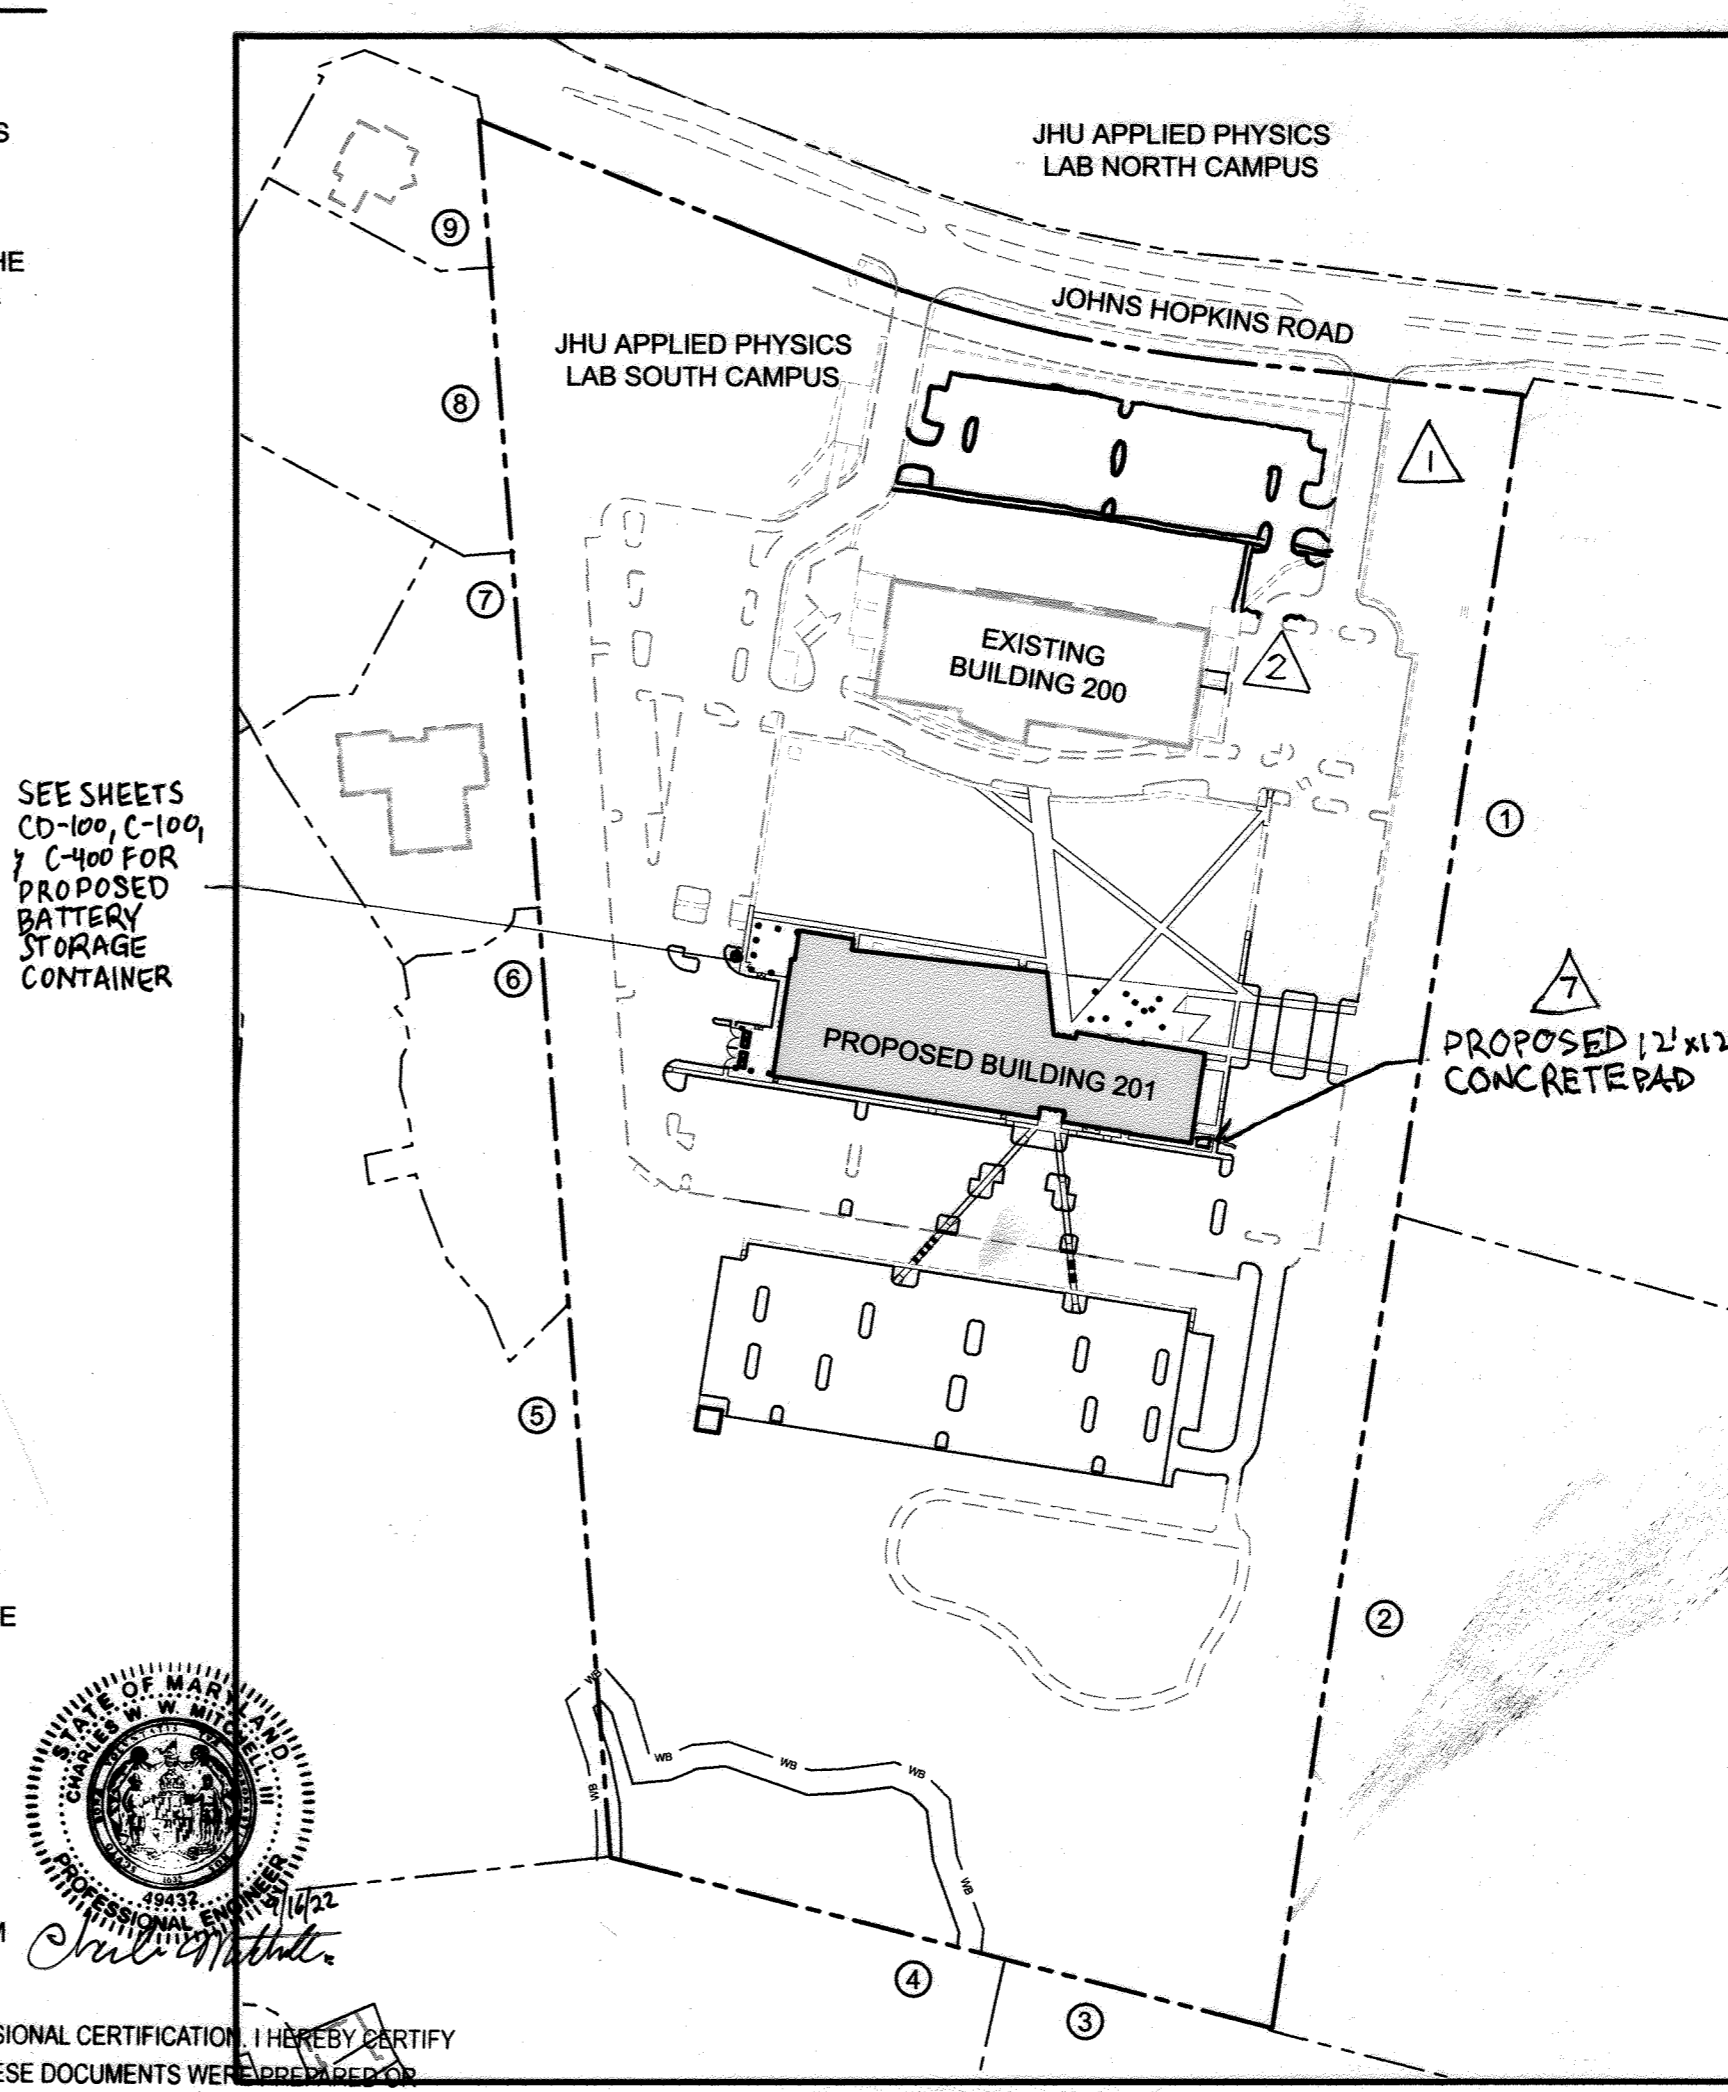 S
JHU APPLIED PHYSICS
LAB NORTH CAMPUS
HE
9
JOHNS HOPKINS ROAD
JHU APPLIED PHYSICS
LAB SOUTH CAMPUS
8
1
7
EXISTING
BUILDING 200
2
SEE SHEETS
CD-100, C-100,
& C-400 FOR
PROPOSED
BATTERY
STORAGE
CONTAINER
1
6
7
PROPOSED 12'x12
CONCRETE PAD
PROPOSED BUILDING 201
5
E
2
STATE OF MARYLAND
CHARLES W. W. MITCHELL III
1632
49432
PROFESSIONAL ENGINEER
9/16/22
WB
WB
WB
WB
WB
WB
M
4
3
SIONAL CERTIFICATION. I HEREBY CERTIFY
ESE DOCUMENTS WERE PREPARED OR